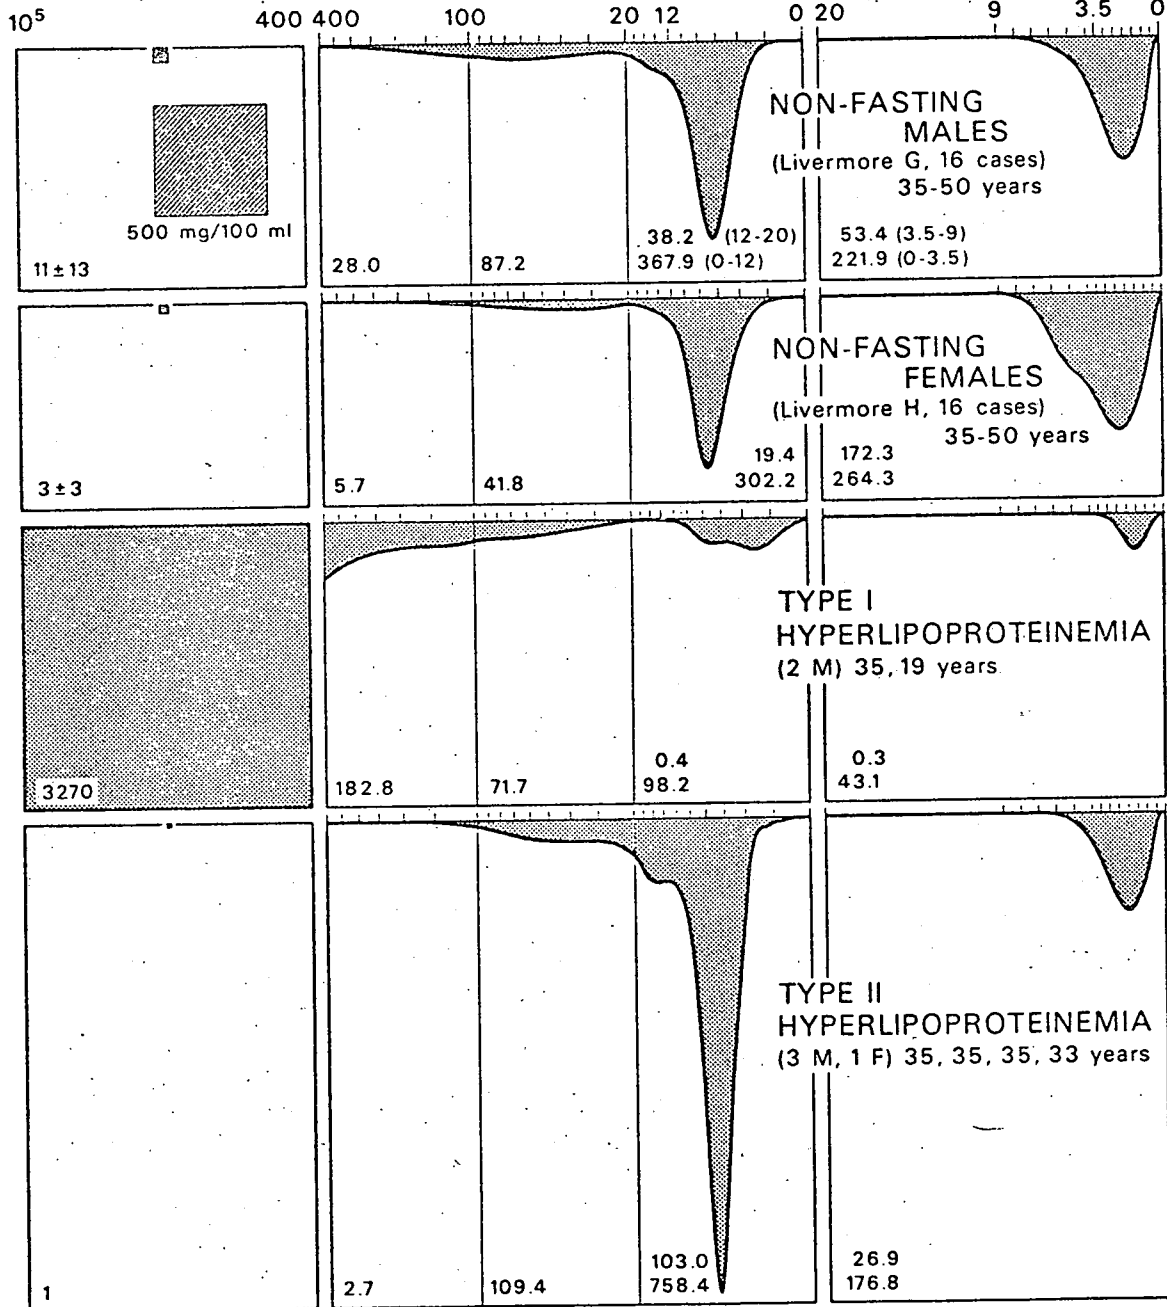 10⁵ 400 400 100 20 12 0 20 9 3.5 0
NON-FASTING
MALES
(Livermore G, 16 cases)
35-50 years
500 mg/100 ml
38.2 (12-20) 53.4 (3.5-9)
11±13 28.0 87.2 367.9 (0-12) 221.9 (0-3.5)
NON-FASTING
FEMALES
(Livermore H, 16 cases)
35-50 years
19.4 172.3
3±3 5.7 41.8 302.2 264.3
TYPE I
HYPERLIPOPROTEINEMIA
(2 M) 35, 19 years
0.4 0.3
3270 182.8 71.7 98.2 43.1
TYPE II
HYPERLIPOPROTEINEMIA
(3 M, 1 F) 35, 35, 35, 33 years
103.0 26.9
1 2.7 109.4 758.4 176.8